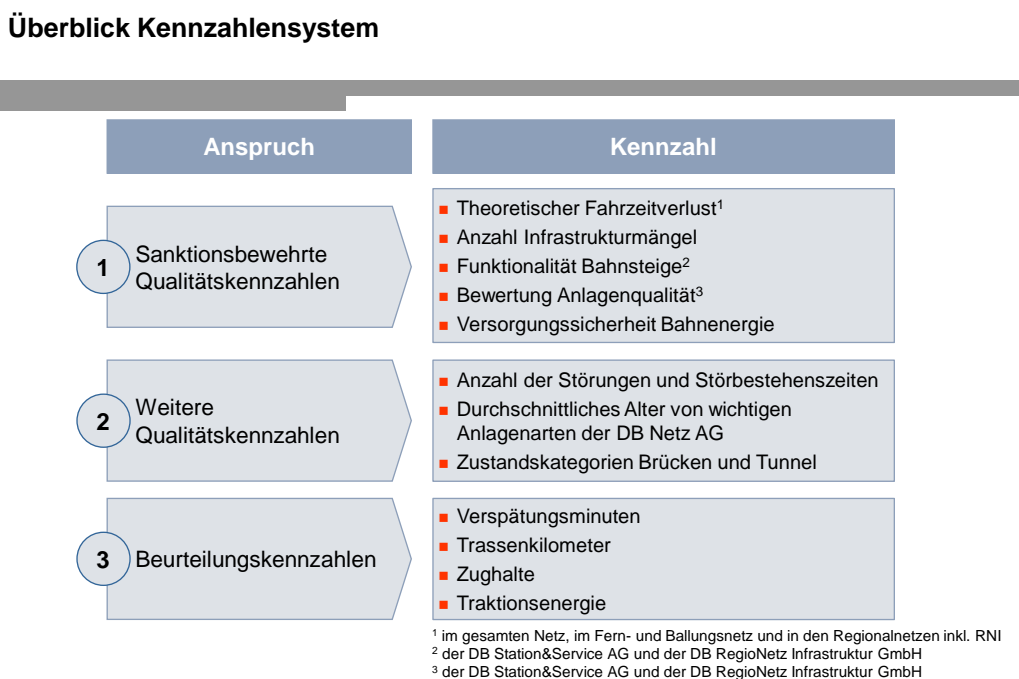 Überblick Kennzahlensystem
Anspruch
Kennzahl
1
Sanktionsbewehrte
Qualitätskennzahlen
Theoretischer Fahrzeitverlust¹
Anzahl Infrastrukturmängel
Funktionalität Bahnsteige²
Bewertung Anlagenqualität³
Versorgungssicherheit Bahnenergie
2
Weitere
Qualitätskennzahlen
Anzahl der Störungen und Störbestehenszeiten
Durchschnittliches Alter von wichtigen
Anlagenarten der DB Netz AG
Zustandskategorien Brücken und Tunnel
3
Beurteilungskennzahlen
Verspätungsminuten
Trassenkilometer
Zughalte
Traktionsenergie
¹ im gesamten Netz, im Fern- und Ballungsnetz und in den Regionalnetzen inkl. RNI
² der DB Station&Service AG und der DB RegioNetz Infrastruktur GmbH
³ der DB Station&Service AG und der DB RegioNetz Infrastruktur GmbH